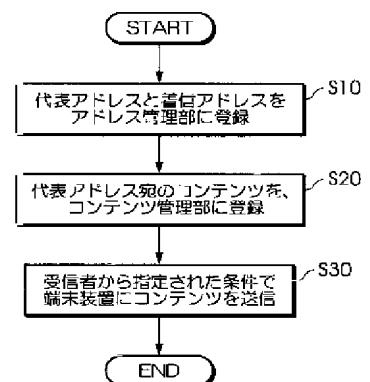 START
S10
代表アドレスと着信アドレスを
アドレス管理部に登録
S20
代表アドレス宛のコンテンツを、
コンテンツ管理部に登録
S30
受信者から指定された条件で
端末装置にコンテンツを送信
END